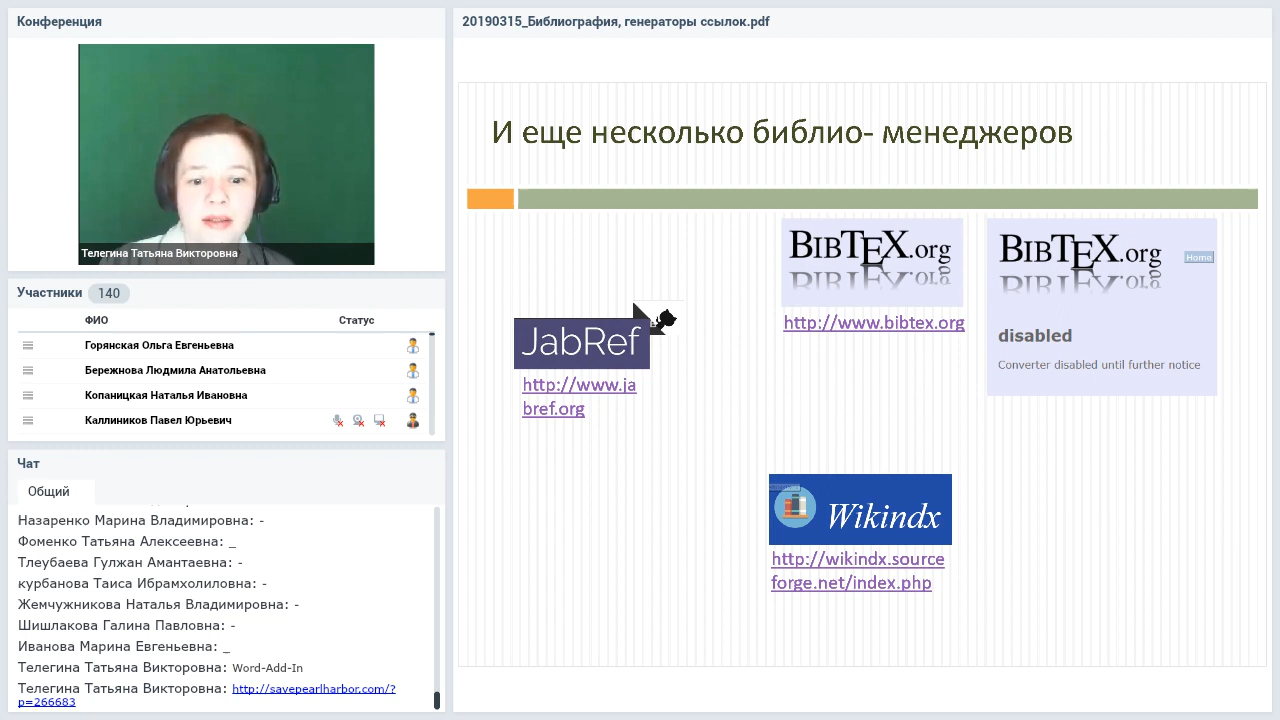 Конференция
Телегина Татьяна Викторовна
Участники 140
ФИО Статус
Горянская Ольга Евгеньевна
Бережнова Людмила Анатольевна
Копаницкая Наталья Ивановна
Каллиников Павел Юрьевич
Чат
Общий
Назаренко Марина Владимировна: -
Фоменко Татьяна Алексеевна: _
Тлеубаева Гулжан Амантаевна: -
курбанова Таиса Ибрамхолиловна: -
Жемчужникова Наталья Владимировна: -
Шишлакова Галина Павловна: -
Иванова Марина Евгеньевна: _
Телегина Татьяна Викторовна: Word-Add-In
Телегина Татьяна Викторовна: http://savepearlharbor.com/?
p=266683
20190315_Библиография, генераторы ссылок.pdf
И еще несколько библио- менеджеров
JabRef
http://www.ja
bref.org
BIBTEX.org
http://www.bibtex.org
BIBTEX.org
Home
disabled
Converter disabled until further notice
Wikindx
http://wikindx.source
forge.net/index.php